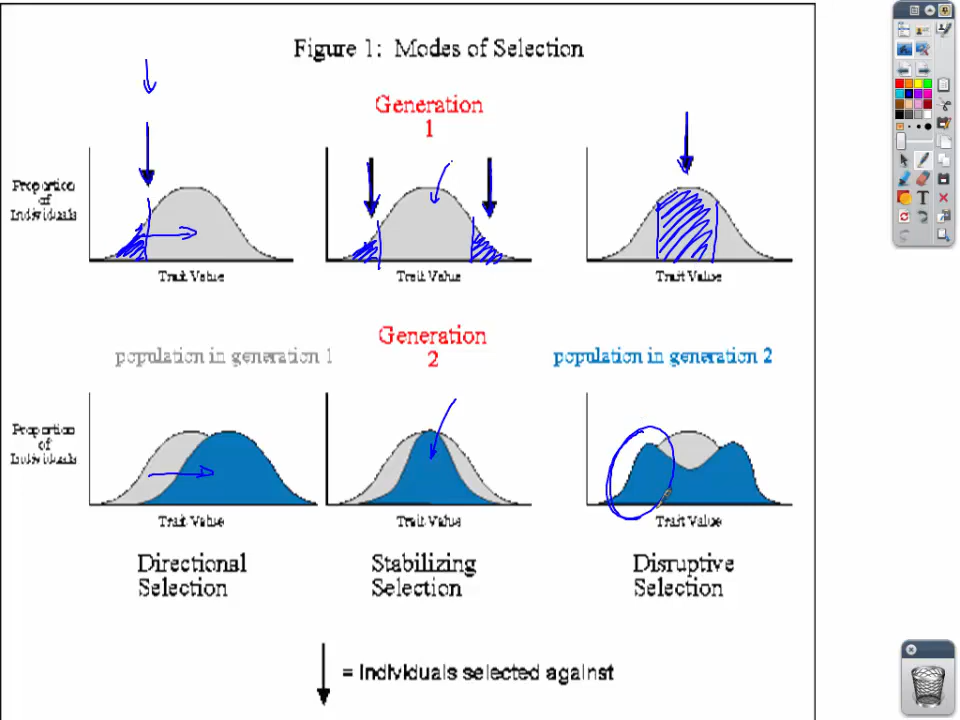 Figure 1: Modes of Selection
Generation
1
Proportion
of
Individuals
Trait Value
Trait Value
Trait Value
population in generation 1
Generation
2
population in generation 2
Proportion
of
Individuals
Trait Value
Trait Value
Trait Value
Directional
Selection
Stabilizing
Selection
Disruptive
Selection
= Individuals selected against
T